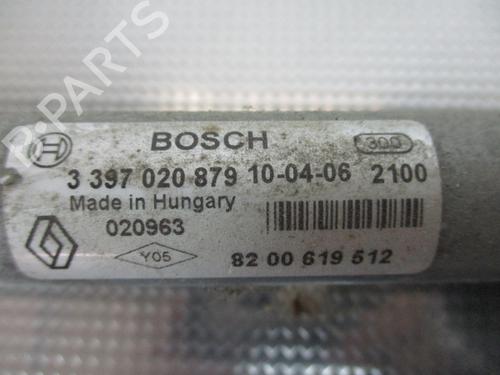 B-PARTS
BOSCH
300
3 397 020 879 10-04-06 2100
Made in Hungary
020963
Y05
82 00 619 512